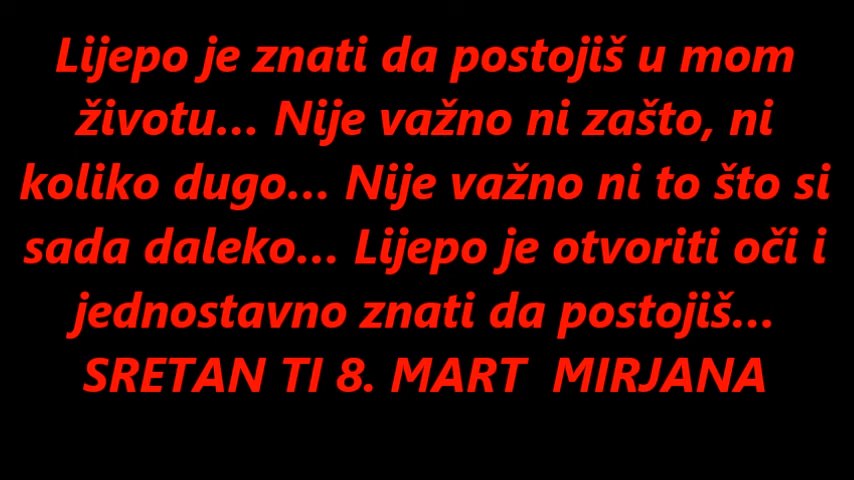 Lijepo je znati da postojiš u mom
životu... Nije važno ni zašto, ni
koliko dugo... Nije važno ni to što si
sada daleko... Lijepo je otvoriti oči i
jednostavno znati da postojiš...
SRETAN TI 8. MART  MIRJANA